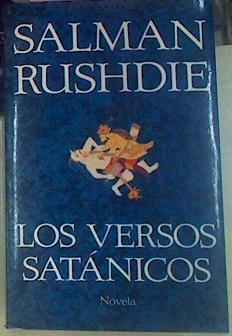 SALMAN
RUSHDIE
LOS VERSOS
SATÁNICOS
Novela